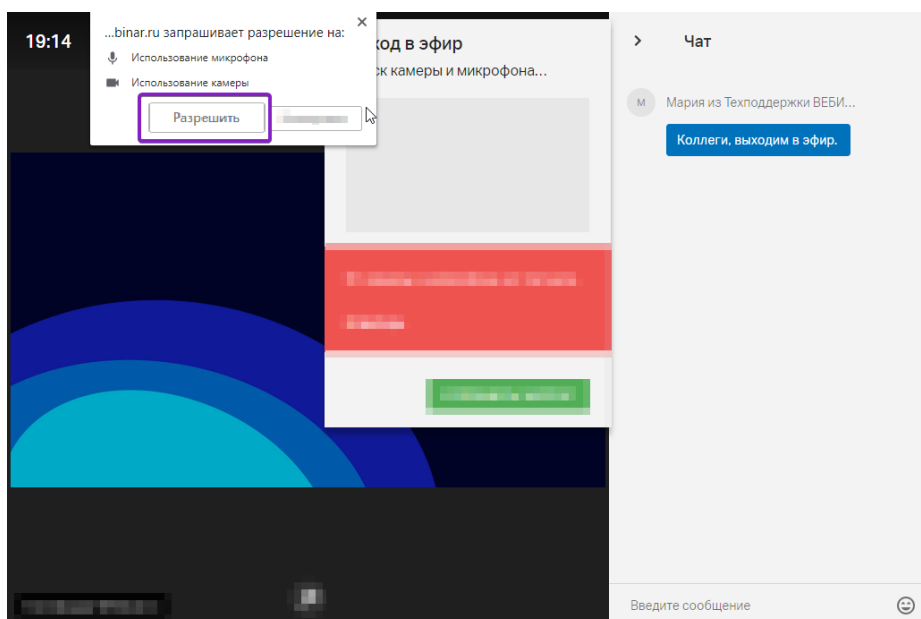 19:14
...binar.ru запрашивает разрешение на:
Использование микрофона
Использование камеры
Разрешить
ход в эфир
ск камеры и микрофона...
Чат
М
Мария из Техподдержки ВЕБИ...
Коллеги, выходим в эфир.
Введите сообщение